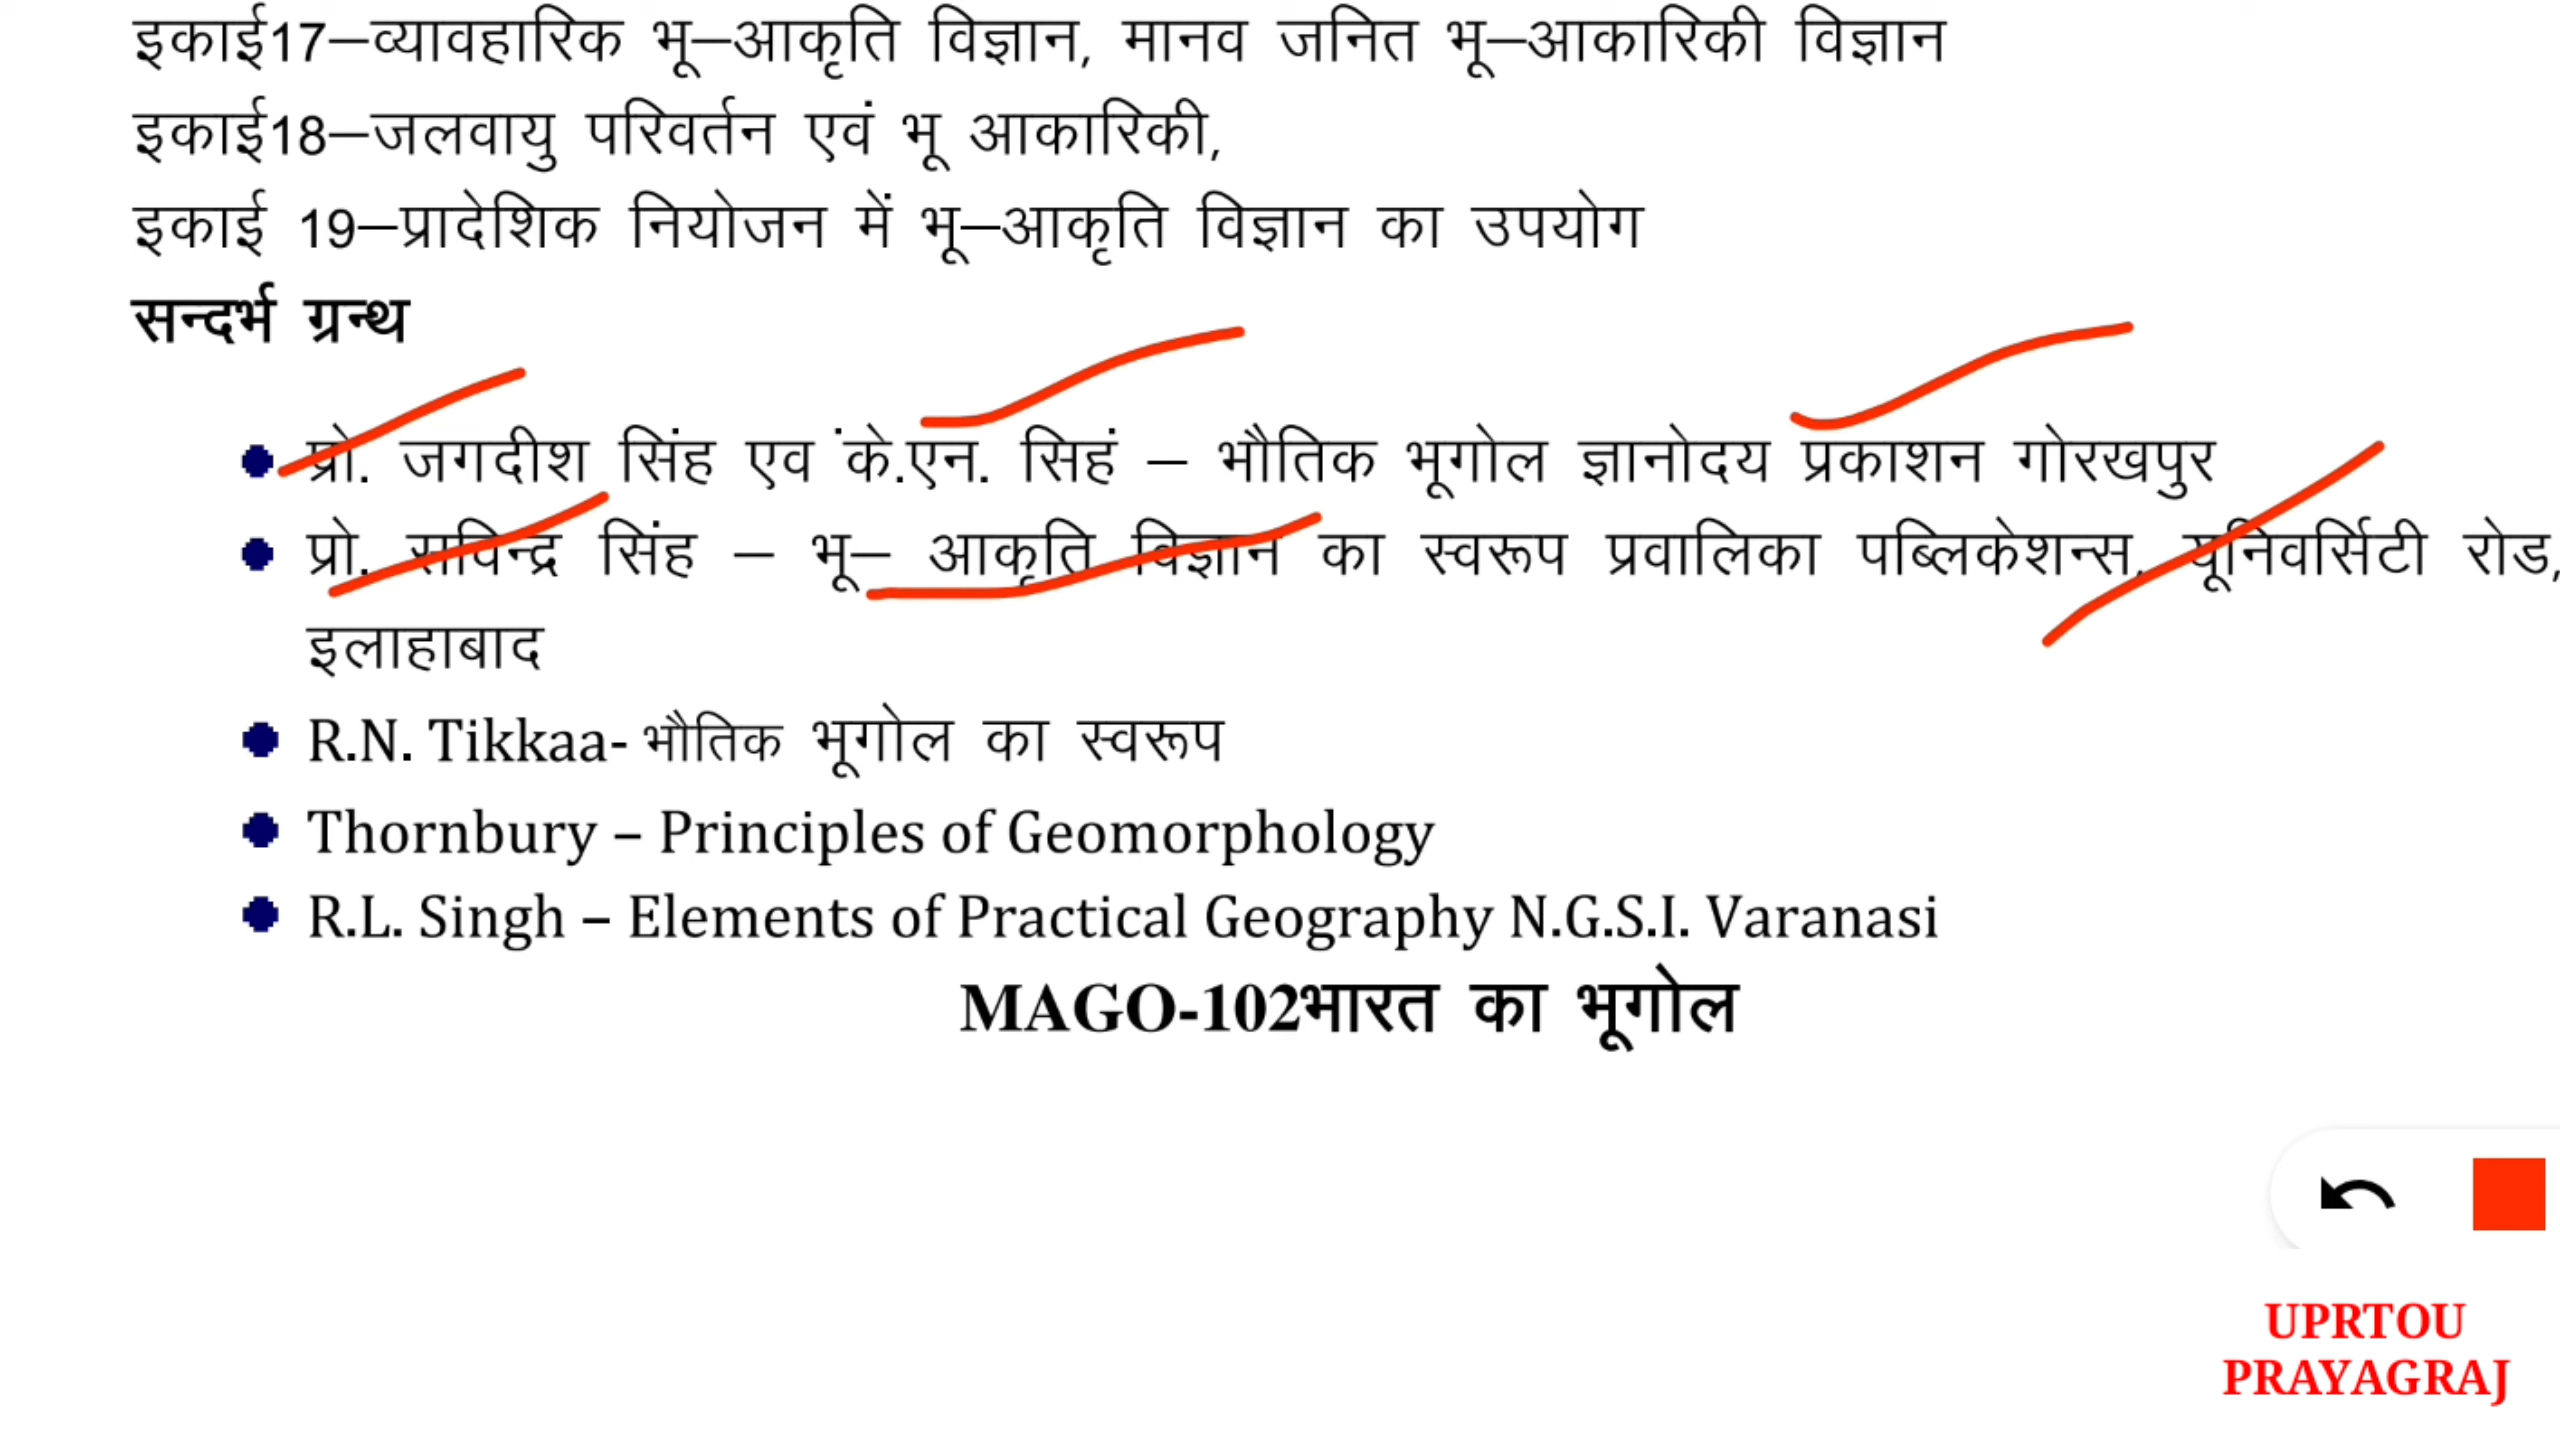 इकाई17–व्यावहारिक भू–आकृति विज्ञान, मानव जनित भू–आकारिकी विज्ञान
इकाई18–जलवायु परिवर्तन एवं भू आकारिकी,
इकाई 19–प्रादेशिक नियोजन में भू–आकृति विज्ञान का उपयोग
सन्दर्भ ग्रन्थ
● प्रो. जगदीश सिंह एव ंके.एन. सिहं – भौतिक भूगोल ज्ञानोदय प्रकाशन गोरखपुर
● प्रो. सविन्द्र सिंह – भू– आकृति विज्ञान का स्वरूप प्रवालिका पब्लिकेशन्स, यूनिवर्सिटी रोड,
इलाहाबाद
● R.N. Tikkaa- भौतिक भूगोल का स्वरूप
● Thornbury – Principles of Geomorphology
● R.L. Singh – Elements of Practical Geography N.G.S.I. Varanasi
MAGO-102भारत का भूगोल
UPRTOU
PRAYAGRAJ